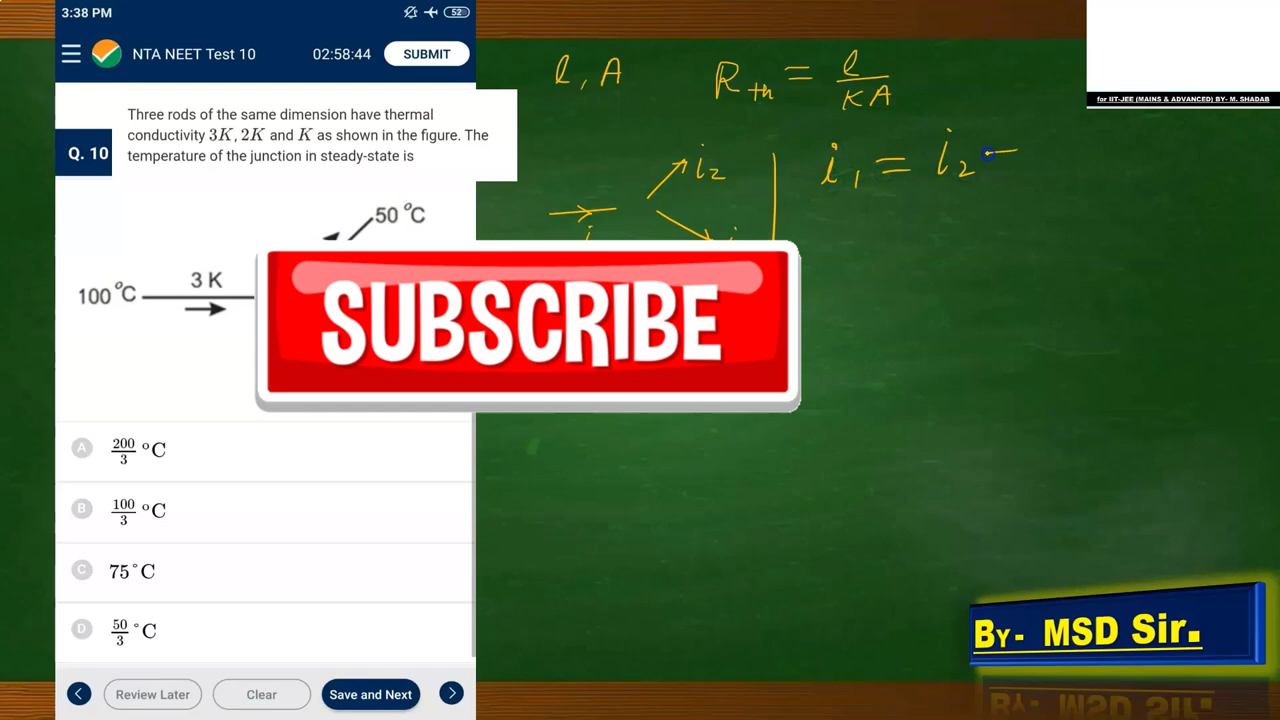 3:38 PM
52
NTA NEET Test 10
02:58:44
SUBMIT
Three rods of the same dimension have thermal
conductivity 3K, 2K and K as shown in the figure. The
temperature of the junction in steady-state is
Q. 10
50 °C
100 °C
3 K
SUBSCRIBE
A
200/3 °C
B
100/3 °C
C
75°C
D
50/3 °C
Review Later
Clear
Save and Next
l, A
R_th = l/KA
i_2
i
i_1 = i_2
for IIT-JEE (MAINS & ADVANCED) BY- M. SHADAB
By- MSD Sir.